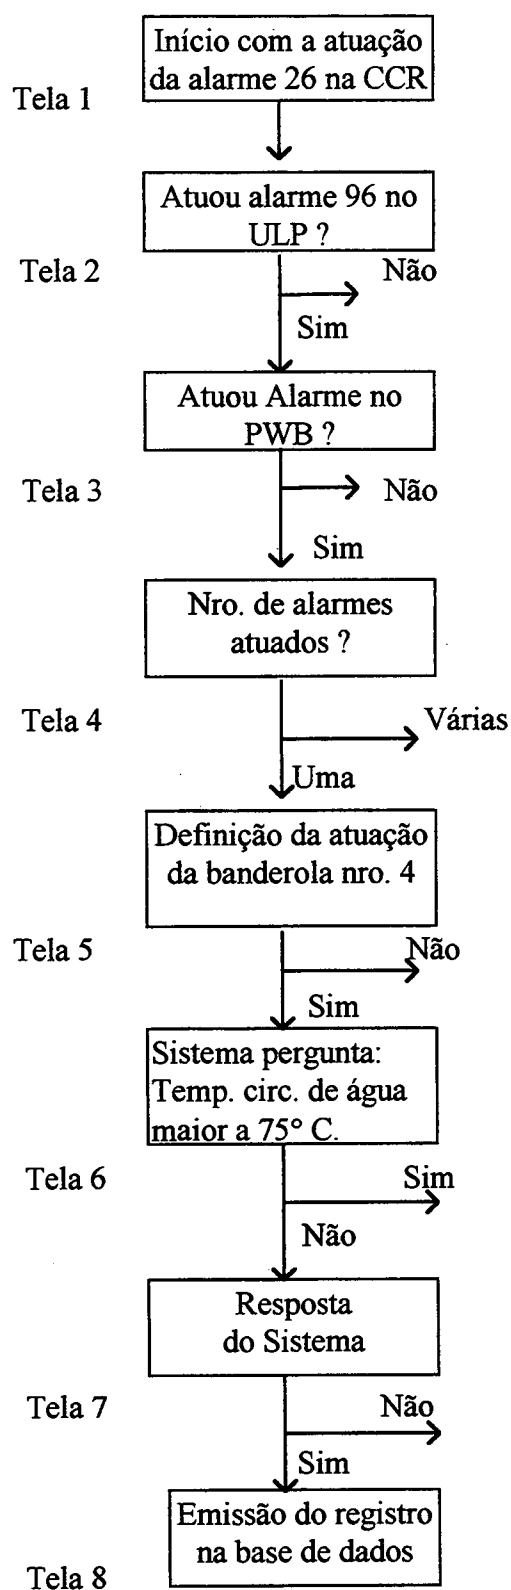 Início com a atuação
da alarme 26 na CCR
Tela 1
Atuou alarme 96 no
ULP ?
Tela 2
Não
Sim
Atuou Alarme no
PWB ?
Tela 3
Não
Sim
Nro. de alarmes
atuados ?
Tela 4
Várias
Uma
Definição da atuação
da banderola nro. 4
Tela 5
Não
Sim
Sistema pergunta:
Temp. circ. de água
maior a 75° C.
Tela 6
Sim
Não
Resposta
do Sistema
Tela 7
Não
Sim
Emissão do registro
na base de dados
Tela 8